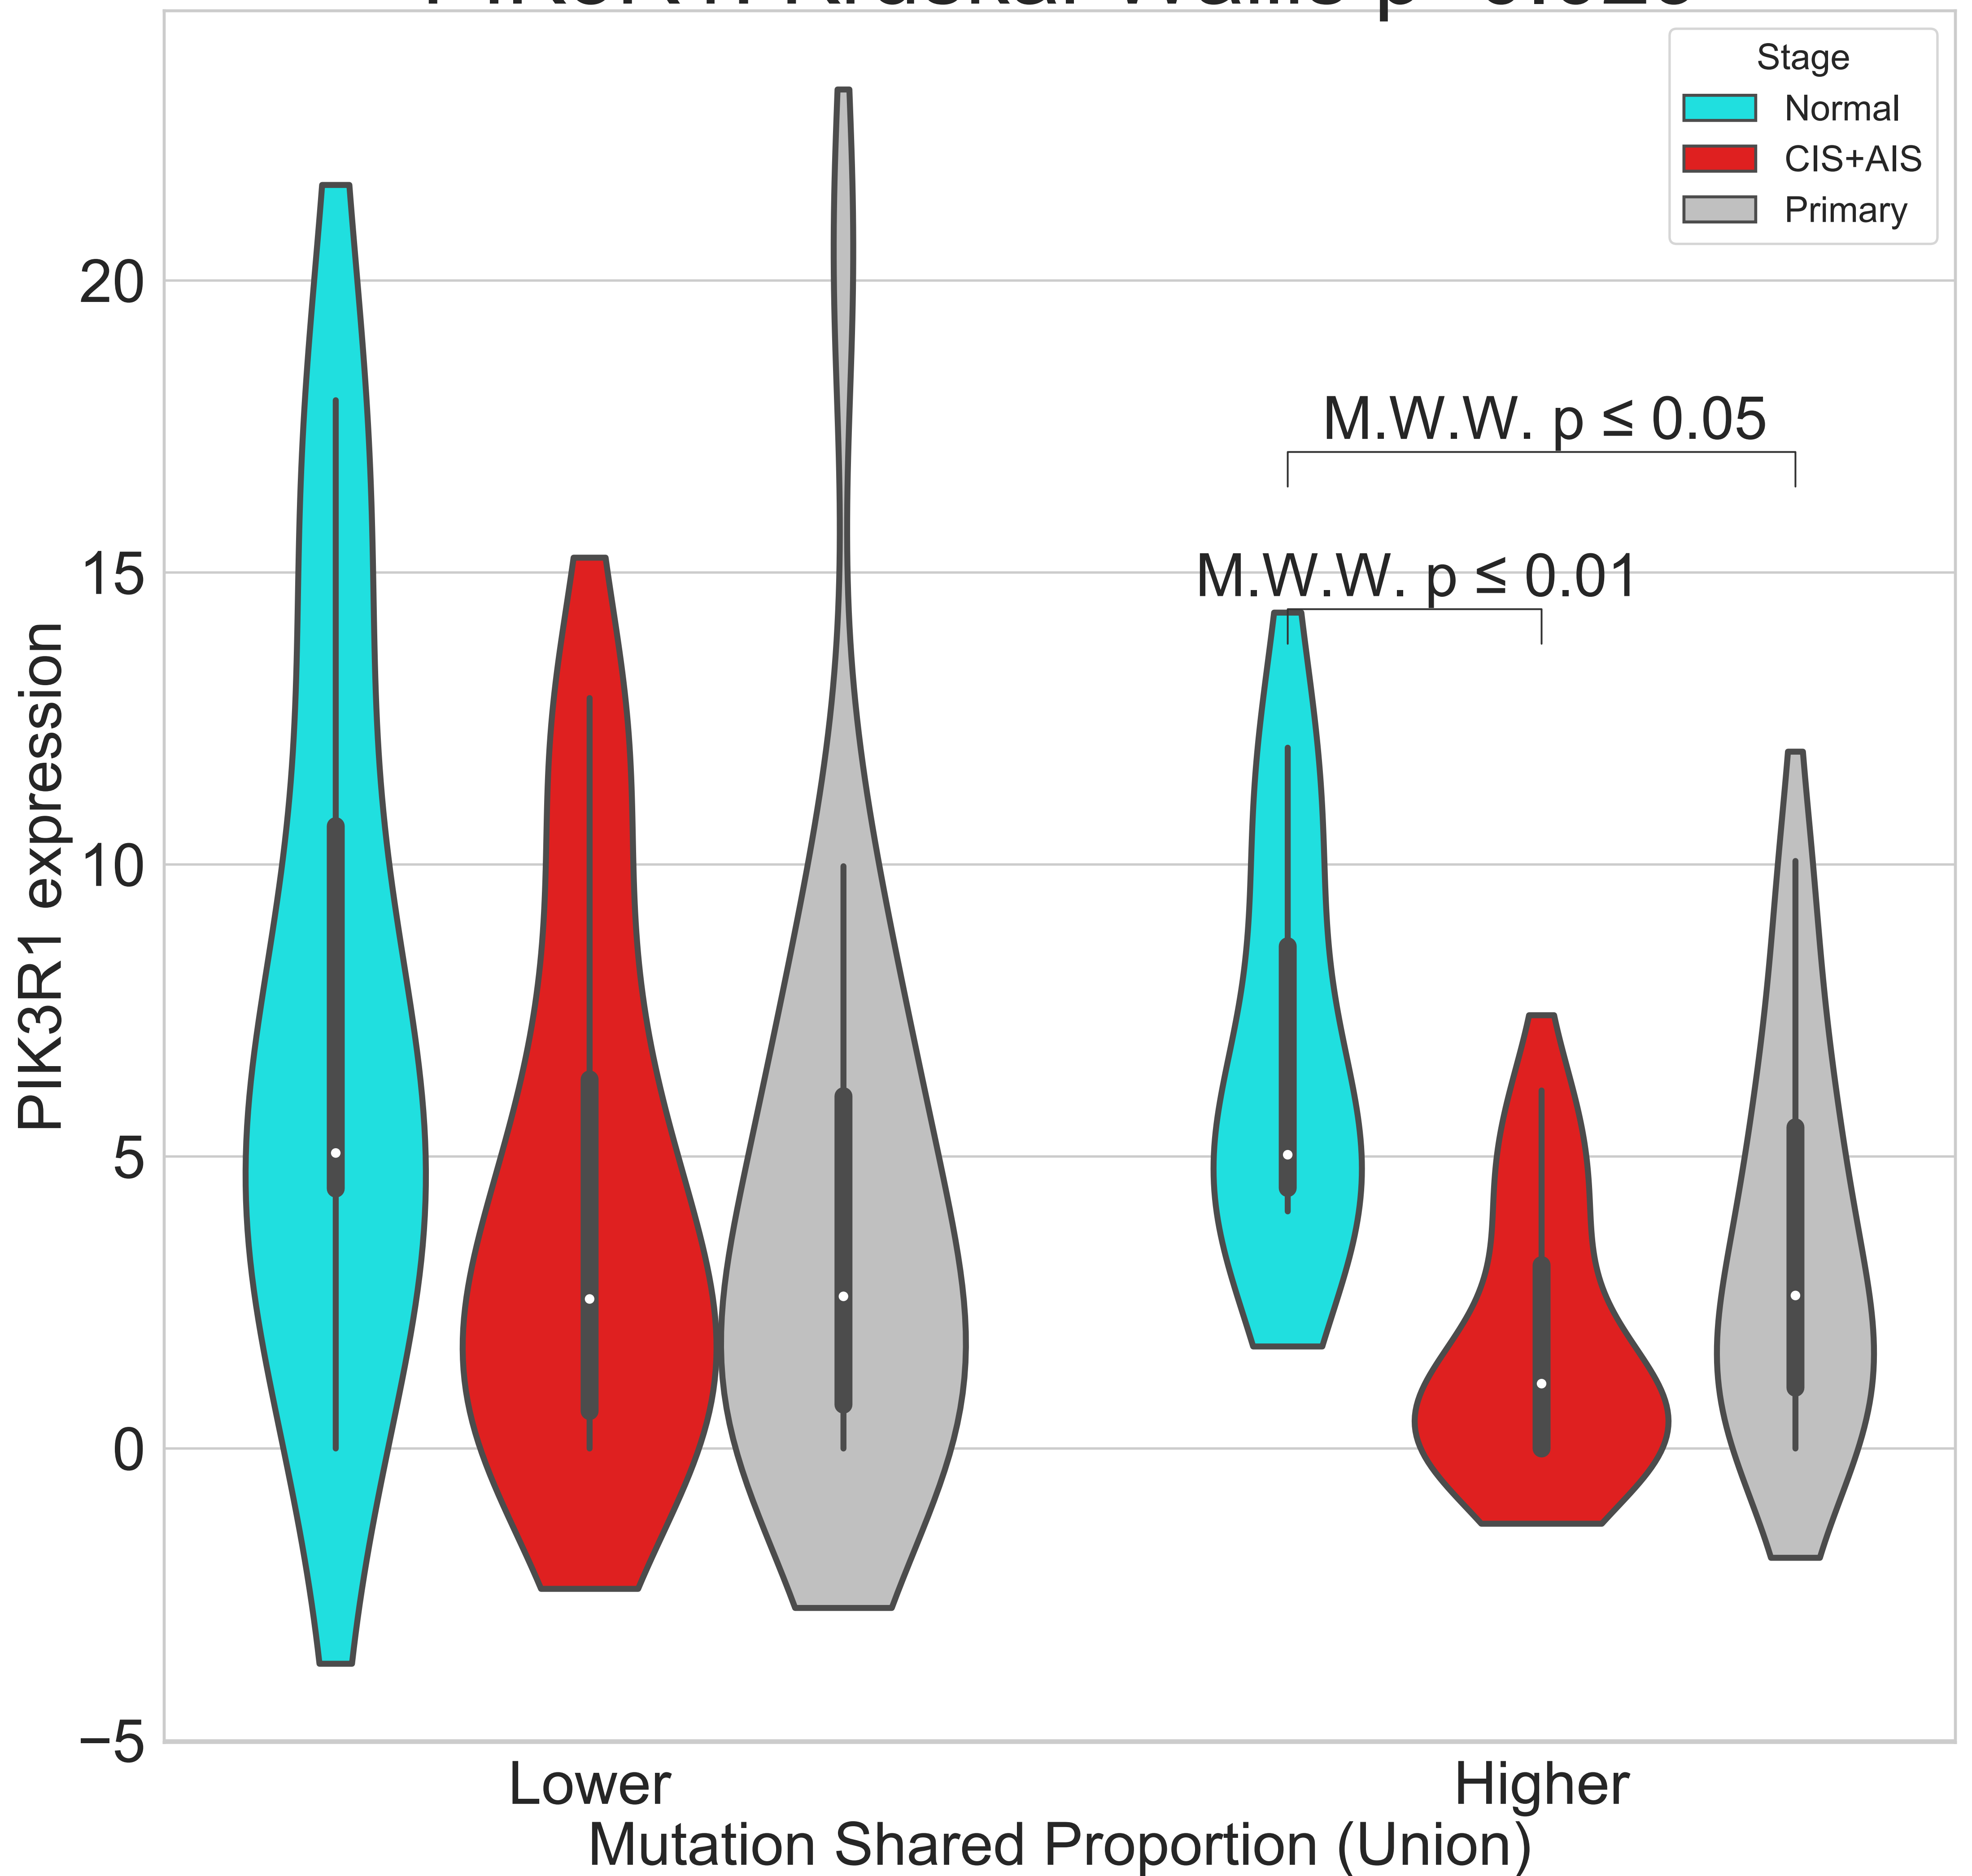 Stage
Normal
CIS+AIS
Primary
20
15
10
5
0
−5
PIK3R1 expression
M.W.W. p ≤ 0.05
M.W.W. p ≤ 0.01
Lower
Higher
Mutation Shared Proportion (Union)